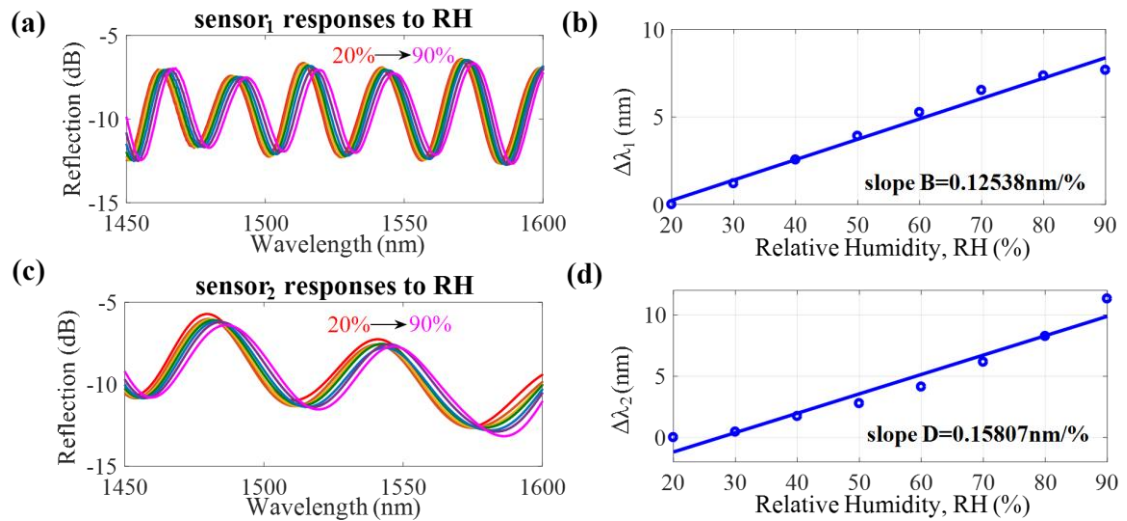 (a)
sensor1 responses to RH
20%→90%
Reflection (dB)
-5
-10
-15
1450
1500
1550
1600
Wavelength (nm)
(b)
10
5
0
Δλ1 (nm)
slope B=0.12538nm/%
20 30 40 50 60 70 80 90
Relative Humidity, RH (%)
(c)
sensor2 responses to RH
20%→90%
Reflection (dB)
-5
-10
-15
1450
1500
1550
1600
Wavelength (nm)
(d)
10
5
0
Δλ2 (nm)
slope D=0.15807nm/%
20 30 40 50 60 70 80 90
Relative Humidity, RH (%)